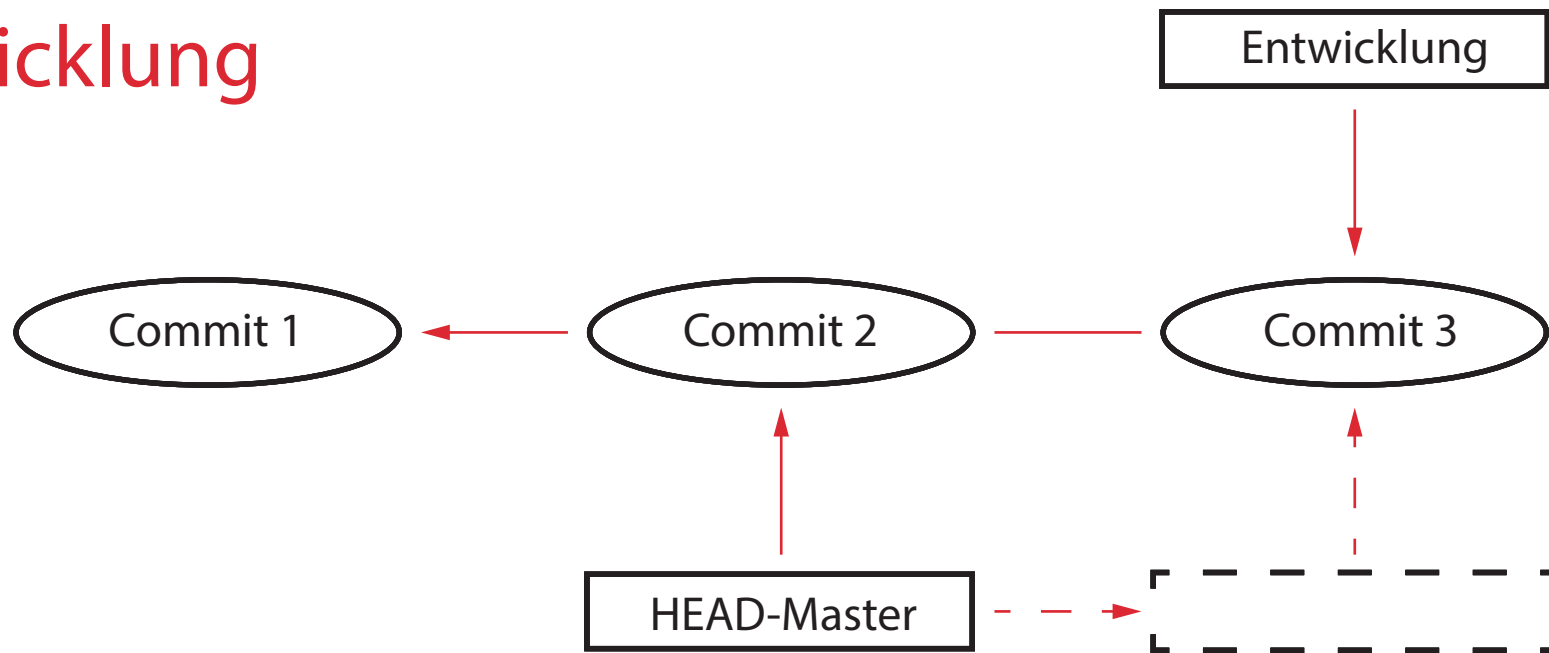 icklung
Entwicklung
Commit 1
Commit 2
Commit 3
HEAD-Master